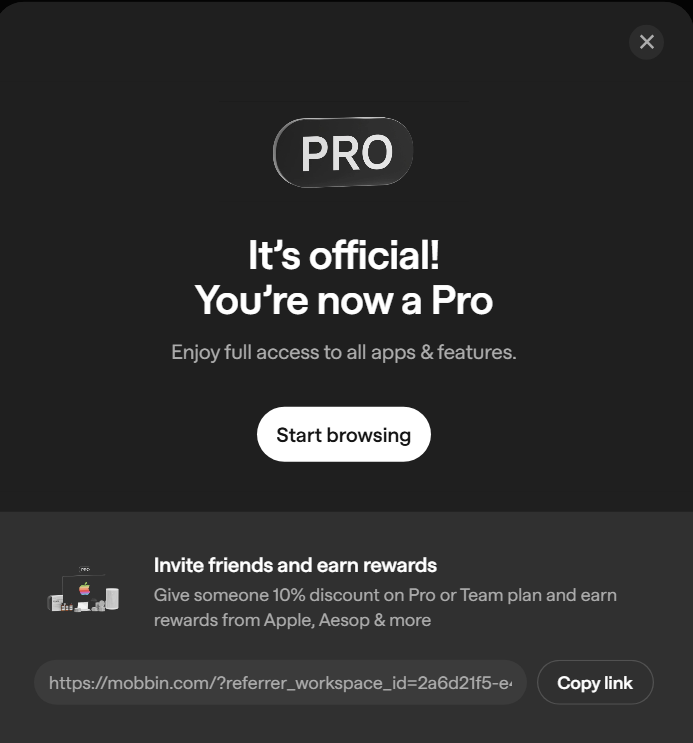 PRO
It's official!
You're now a Pro
Enjoy full access to all apps & features.
Start browsing
PRO
Invite friends and earn rewards
Give someone 10% discount on Pro or Team plan and earn
rewards from Apple, Aesop & more
https://mobbin.com/?referrer_workspace_id=2a6d21f5-e
Copy link